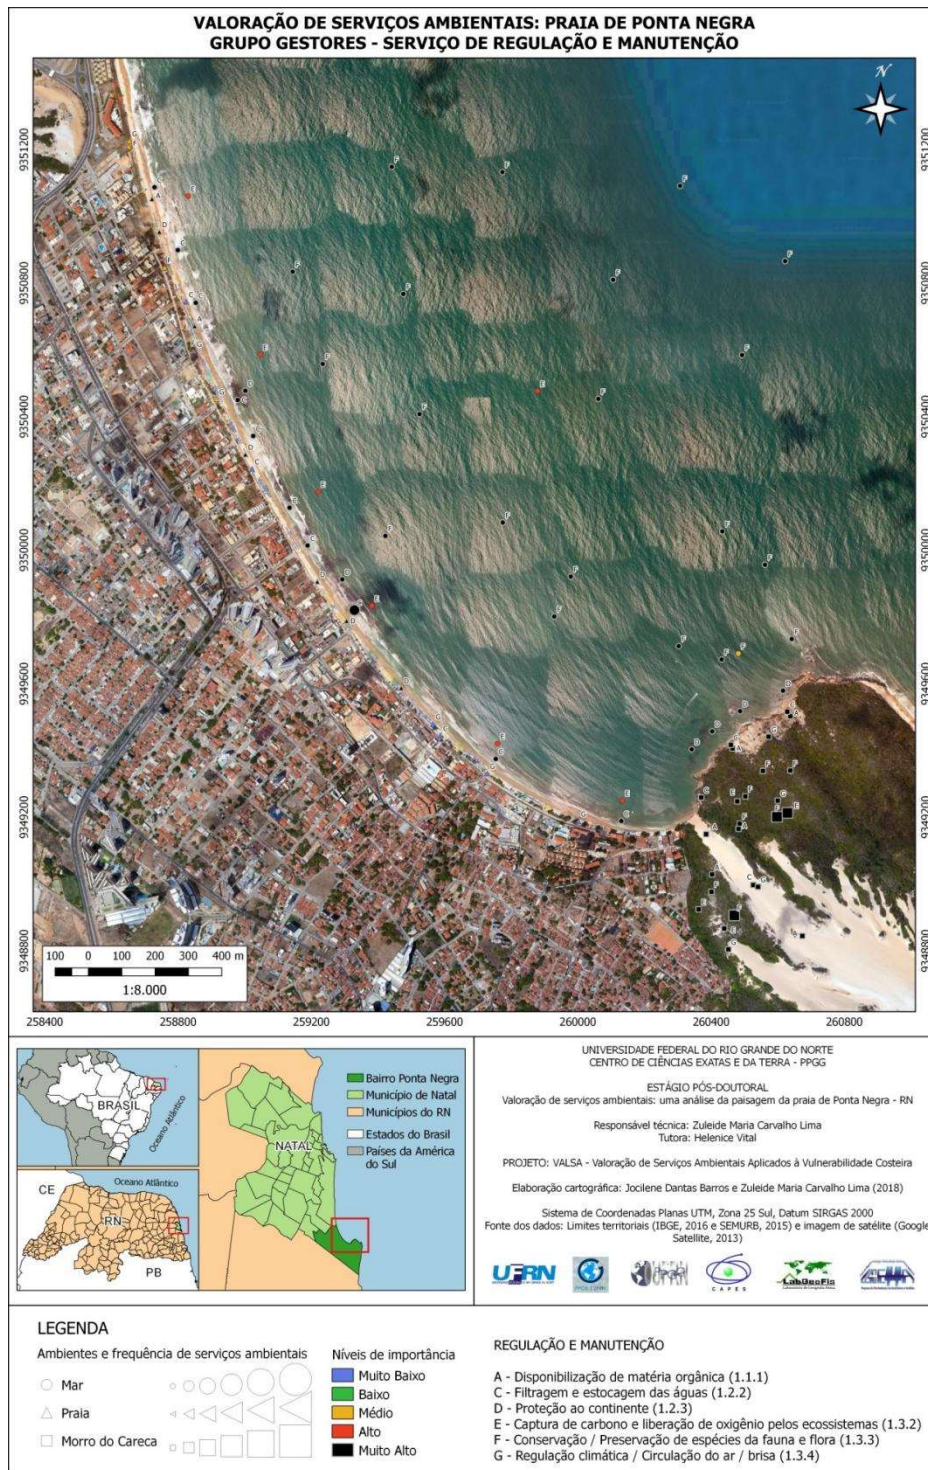 VALORAÇÃO DE SERVIÇOS AMBIENTAIS: PRAIA DE PONTA NEGRA
GRUPO GESTORES - SERVIÇO DE REGULAÇÃO E MANUTENÇÃO
N
9351200
9350800
9350400
9350000
9349600
9349200
9348800
9351200
9350800
9350400
9350000
9349600
9349200
9348800
100 0 100 200 300 400 m
1:8.000
258400 258800 259200 259600 260000 260400 260800
BRASIL
Oceano Atlântico
Oceano Atlântico
CE
RN
PB
NATAL
Bairro Ponta Negra
Município de Natal
Municípios do RN
Estados do Brasil
Países da América
do Sul
UNIVERSIDADE FEDERAL DO RIO GRANDE DO NORTE
CENTRO DE CIÊNCIAS EXATAS E DA TERRA - PPGG
ESTÁGIO PÓS-DOUTORAL
Valoração de serviços ambientais: uma análise da paisagem da praia de Ponta Negra - RN
Responsável técnica: Zuleide Maria Carvalho Lima
Tutora: Helenice Vital
PROJETO: VALSA - Valoração de Serviços Ambientais Aplicados à Vulnerabilidade Costeira
Elaboração cartográfica: Jocilene Dantas Barros e Zuleide Maria Carvalho Lima (2018)
Sistema de Coordenadas Planas UTM, Zona 25 Sul, Datum SIRGAS 2000
Fonte dos dados: Limites territoriais (IBGE, 2016 e SEMURB, 2015) e imagem de satélite (Google
Satellite, 2013)
UFRN
CAPES
LabGeoFis
LEGENDA
Ambientes e frequência de serviços ambientais
Mar
Praia
Morro do Careca
Níveis de importância
Muito Baixo
Baixo
Médio
Alto
Muito Alto
REGULAÇÃO E MANUTENÇÃO
A - Disponibilização de matéria orgânica (1.1.1)
C - Filtragem e estocagem das águas (1.2.2)
D - Proteção ao continente (1.2.3)
E - Captura de carbono e liberação de oxigênio pelos ecossistemas (1.3.2)
F - Conservação / Preservação de espécies da fauna e flora (1.3.3)
G - Regulação climática / Circulação do ar / brisa (1.3.4)